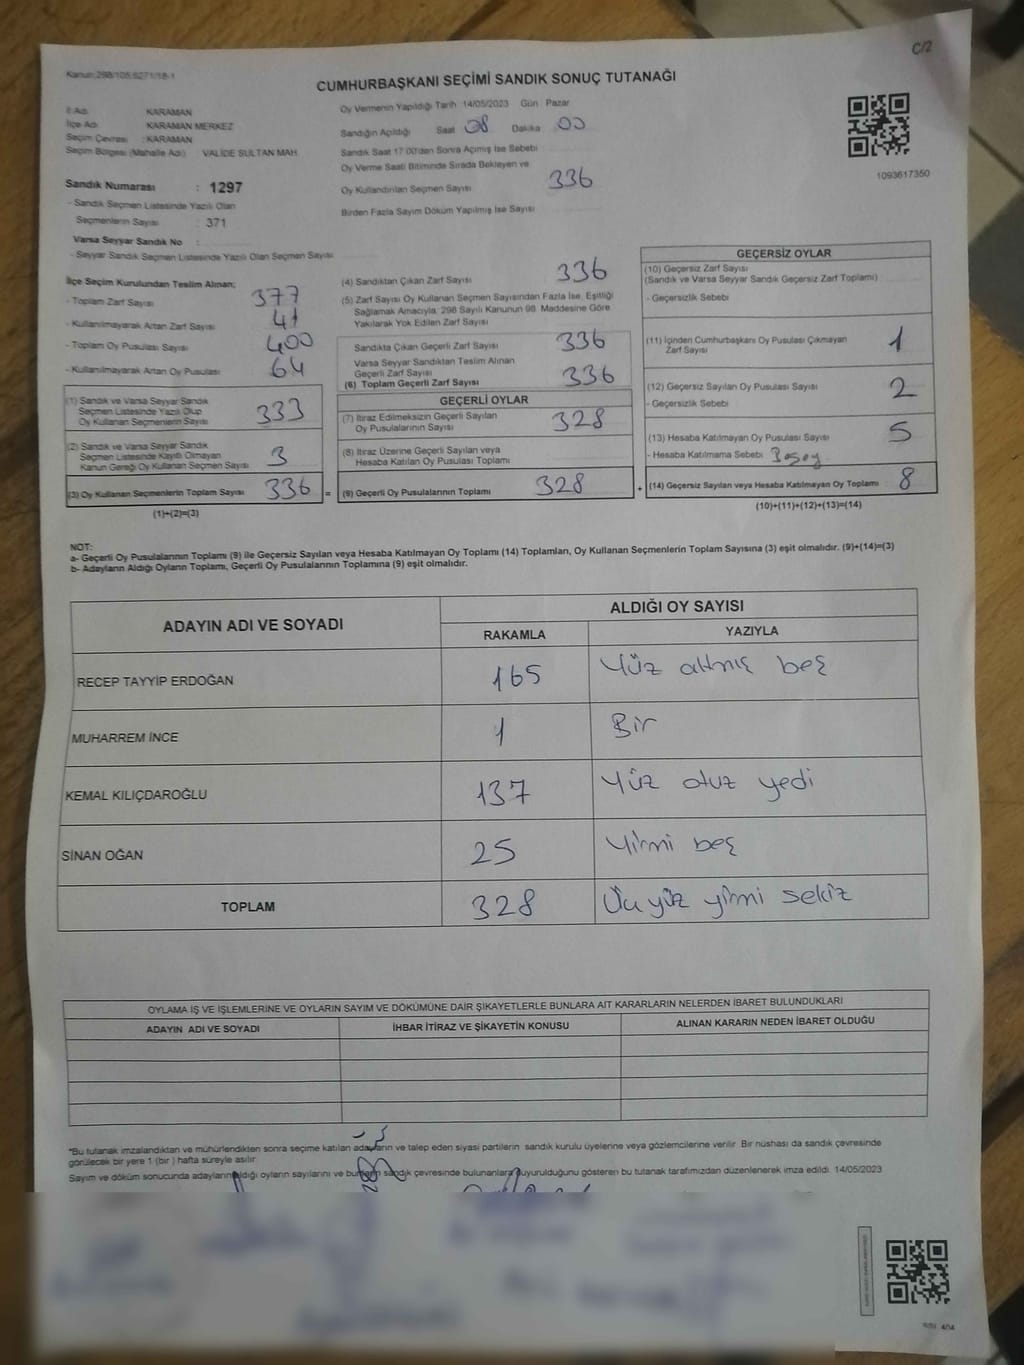 C/2
Kanun:298/105,6271/18-1
CUMHURBAŞKANI SEÇİMİ SANDIK SONUÇ TUTANAĞI
İl Adı : KARAMAN
İlçe Adı : KARAMAN MERKEZ
Seçim Çevresi : KARAMAN
Seçim Bölgesi (Mahalle Adı) : VALİDE SULTAN MAH.
Oy Vermenin Yapıldığı Tarih 14/05/2023 Gün Pazar
Sandığın Açıldığı Saat 08 Dakika 00
Sandık Saat 17:00'den Sonra Açımış İse Sebebi
Oy Verme Saati Bitiminde Sırada Bekleyen ve
Oy Kullandırılan Seçmen Sayısı 336
Birden Fazla Sayım Döküm Yapılmış İse Sayısı
1093617350
Sandık Numarası : 1297
- Sandık Seçmen Listesinde Yazılı Olan
Seçmenlerin Sayısı : 371
Varsa Seyyar Sandık No :
- Seyyar Sandık Seçmen Listesinde Yazılı Olan Seçmen Sayısı
İlçe Seçim Kurulundan Teslim Alınan;
- Toplam Zarf Sayısı 377
- Kullanılmayarak Artan Zarf Sayısı 41
- Toplam Oy Pusulası Sayısı 400
- Kullanılmayarak Artan Oy Pusulası 64
(1) Sandık ve Varsa Seyyar Sandık
Seçmen Listesinde Yazılı Olup
Oy Kullanan Seçmenlerin Sayısı 333
(2) Sandık ve Varsa Seyyar Sandık
Seçmen Listesinde Kayıtlı Olmayan
Kanun Gereği Oy Kullanan Seçmen Sayısı 3
(3) Oy Kullanan Seçmenlerin Toplam Sayısı 336 =
(1)+(2)=(3)
(4) Sandıktan Çıkan Zarf Sayısı 336
(5) Zarf Sayısı Oy Kullanan Seçmen Sayısından Fazla İse, Eşitliği
Sağlamak Amacıyla, 298 Sayılı Kanunun 98. Maddesine Göre
Yakılarak Yok Edilen Zarf Sayısı
Sandıkta Çıkan Geçerli Zarf Sayısı 336
Varsa Seyyar Sandıktan Teslim Alınan
Geçerli Zarf Sayısı
(6) Toplam Geçerli Zarf Sayısı 336
GEÇERLİ OYLAR
(7) İtiraz Edilmeksizin Geçerli Sayılan
Oy Pusulalarının Sayısı 328
(8) İtiraz Üzerine Geçerli Sayılan veya
Hesaba Katılan Oy Pusulası Toplamı
(9) Geçerli Oy Pusulalarının Toplamı 328 +
GEÇERSİZ OYLAR
(10) Geçersiz Zarf Sayısı
(Sandık ve Varsa Seyyar Sandık Geçersiz Zarf Toplamı)
- Geçersizlik Sebebi
(11) İçinden Cumhurbaşkanı Oy Pusulası Çıkmayan
Zarf Sayısı 1
(12) Geçersiz Sayılan Oy Pusulası Sayısı 2
- Geçersizlik Sebebi
(13) Hesaba Katılmayan Oy Pusulası Sayısı 5
- Hesaba Katılmama Sebebi
(14) Geçersiz Sayılan veya Hesaba Katılmayan Oy Toplamı : 8
(10)+(11)+(12)+(13)=(14)
NOT:
a- Geçerli Oy Pusulalarının Toplamı (9) ile Geçersiz Sayılan veya Hesaba Katılmayan Oy Toplamı (14) Toplamları, Oy Kullanan Seçmenlerin Toplam Sayısına (3) eşit olmalıdır. (9)+(14)=(3)
b- Adayların Aldığı Oyların Toplamı, Geçerli Oy Pusulalarının Toplamına (9) eşit olmalıdır.
ADAYIN ADI VE SOYADI
ALDIĞI OY SAYISI
RAKAMLA YAZIYLA
RECEP TAYYİP ERDOĞAN 165 Yüz altmış beş
MUHARREM İNCE 1 Bir
KEMAL KILIÇDAROĞLU 137 Yüz otuz yedi
SİNAN OĞAN 25 Yirmi beş
TOPLAM 328 Üç yüz yirmi sekiz
OYLAMA İŞ VE İŞLEMLERİNE VE OYLARIN SAYIM VE DÖKÜMÜNE DAİR ŞİKAYETLERLE BUNLARA AİT KARARLARIN NELERDEN İBARET BULUNDUKLARI
ADAYIN ADI VE SOYADI İHBAR İTİRAZ VE ŞİKAYETİN KONUSU ALINAN KARARIN NEDEN İBARET OLDUĞU
*Bu tutanak imzalandıktan ve mühürlendikten sonra seçime katılan adayların ve talep eden siyasi partilerin sandık kurulu üyelerine veya gözlemcilerine verilir. Bir nüshası da sandık çevresinde
görülecek bir yere 1 (bir) hafta süreyle asılır.
Sayım ve döküm sonucunda adayların aldığı oyların sayılarını ve bunların sandık çevresinde bulunanlara duyurulduğunu gösteren bu tutanak tarafımızdan düzenlenerek imza edildi. 14/05/2023